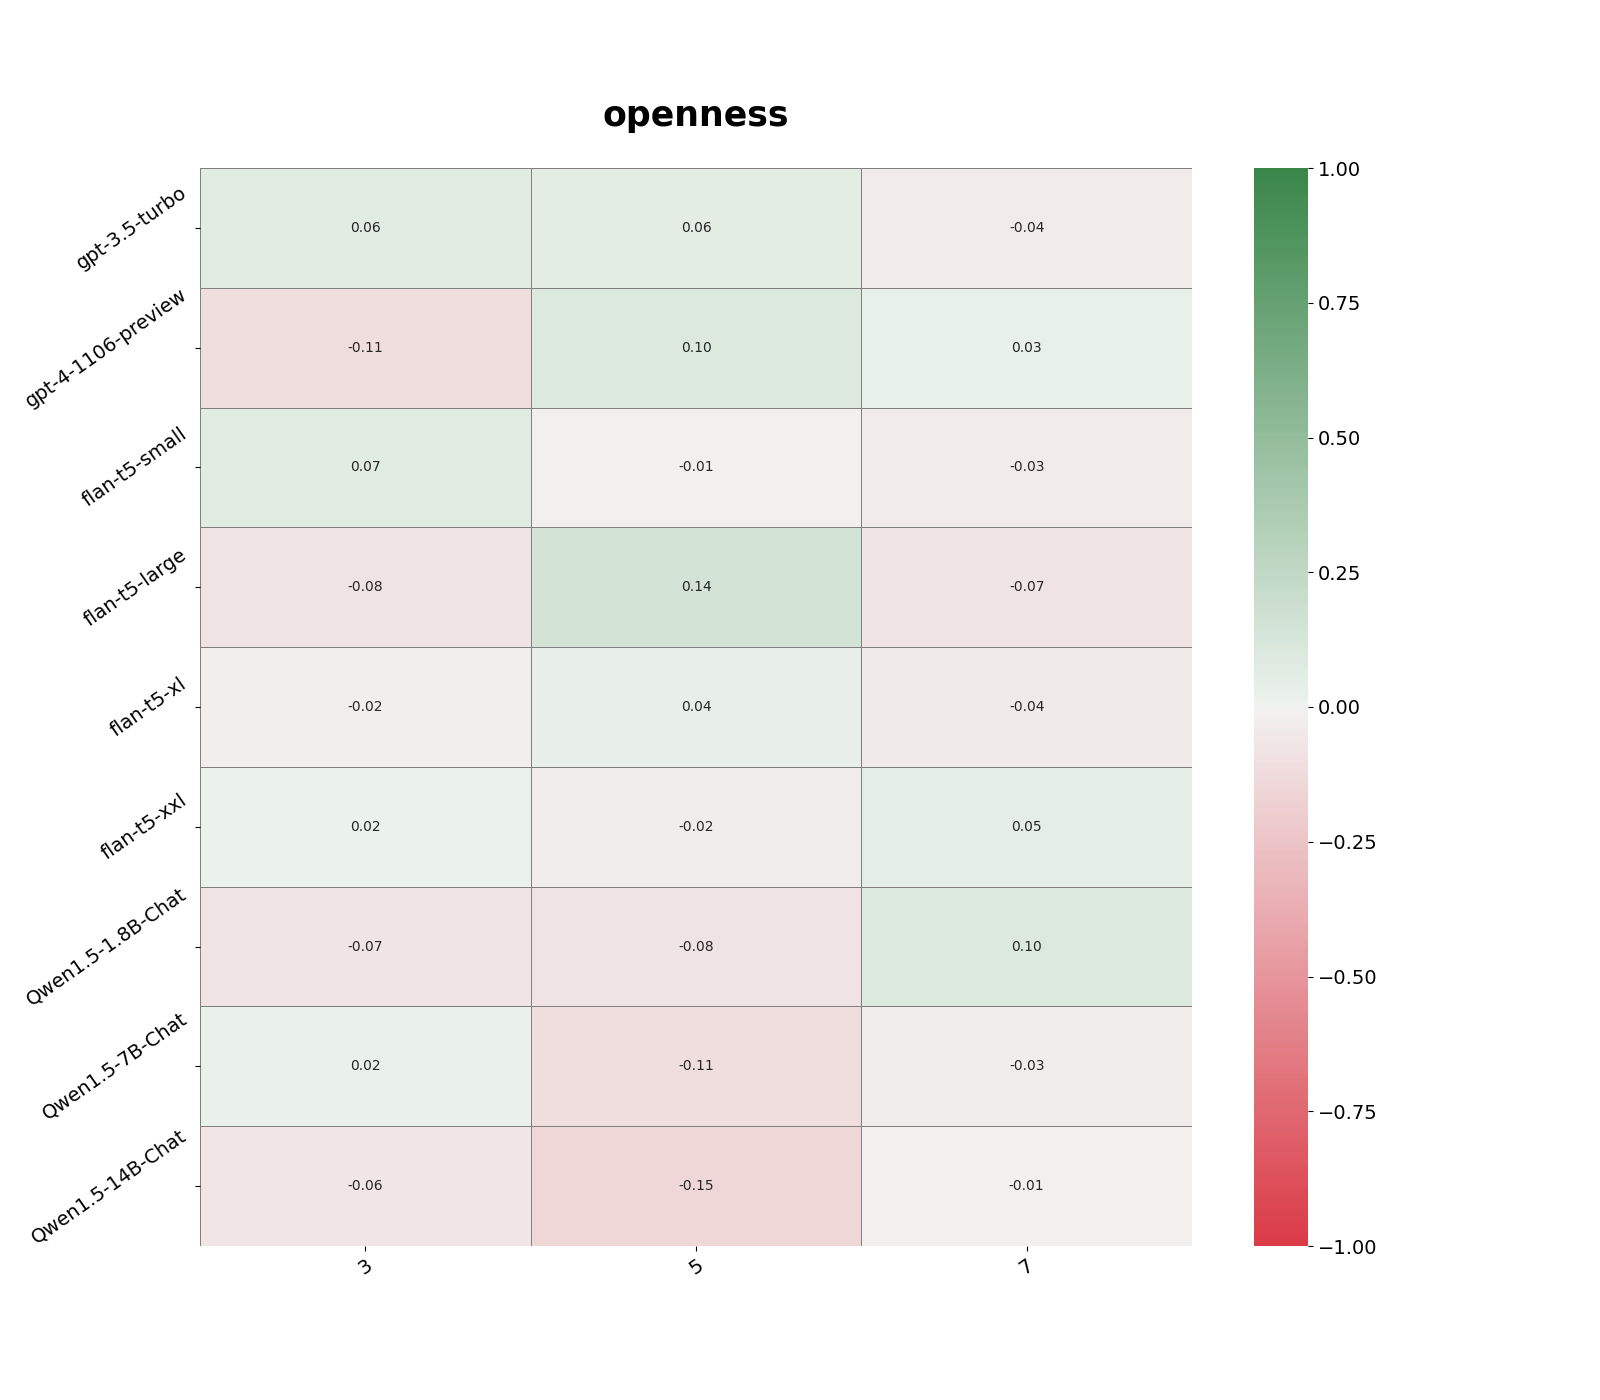 openness
gpt-3.5-turbo 0.06 0.06 -0.04
gpt-4-1106-preview -0.11 0.10 0.03
flan-t5-small 0.07 -0.01 -0.03
flan-t5-large -0.08 0.14 -0.07
flan-t5-xl -0.02 0.04 -0.04
flan-t5-xxl 0.02 -0.02 0.05
Qwen1.5-1.8B-Chat -0.07 -0.08 0.10
Qwen1.5-7B-Chat 0.02 -0.11 -0.03
Qwen1.5-14B-Chat -0.06 -0.15 -0.01
3 5 7
1.00
0.75
0.50
0.25
0.00
−0.25
−0.50
−0.75
−1.00